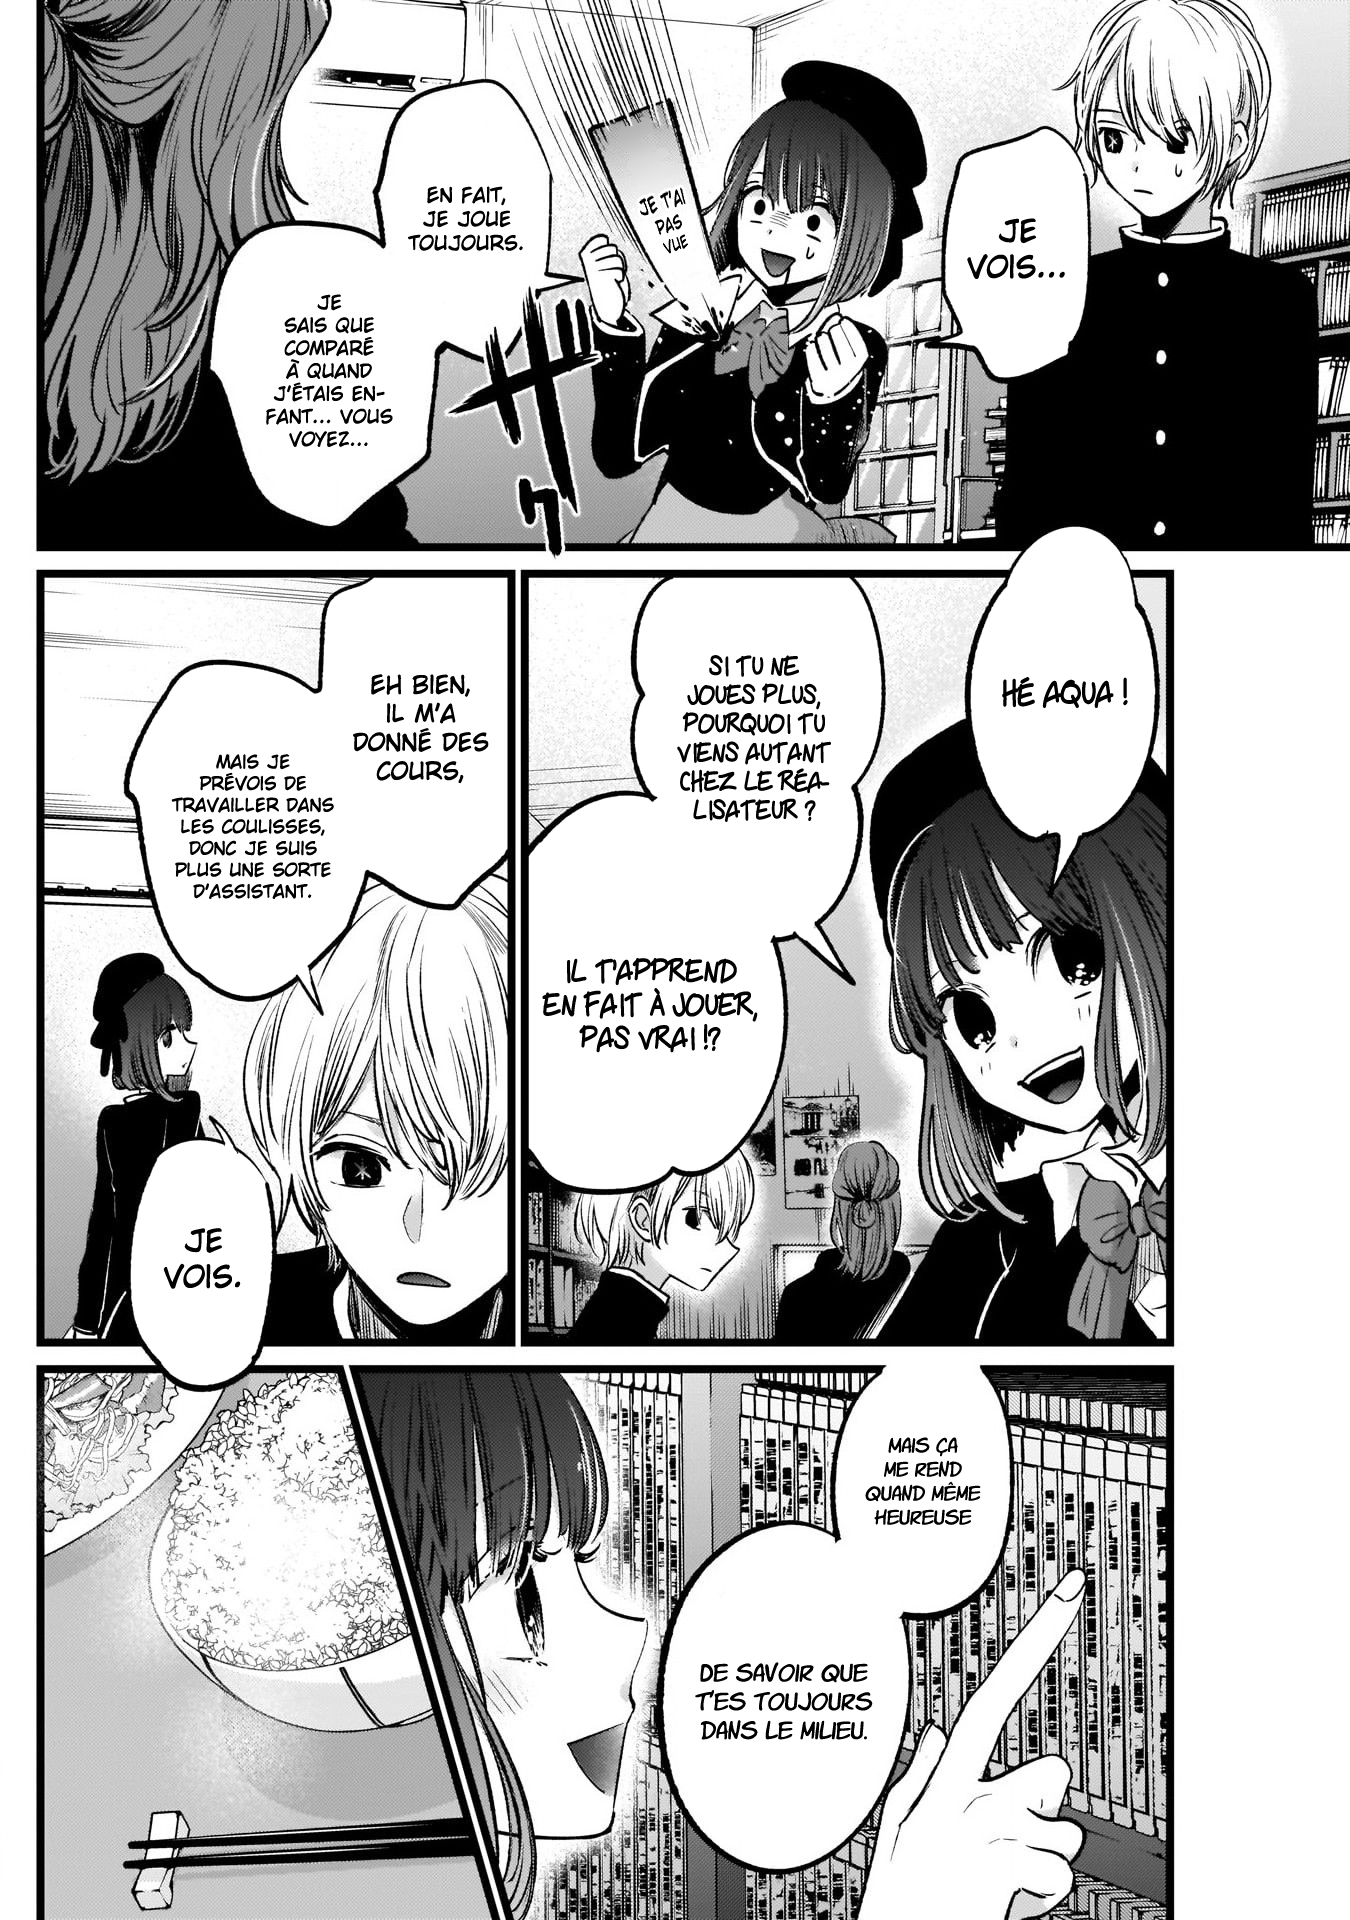 JE
VOIS...
JE T'AI
PAS
VUE
EN FAIT,
JE JOUE
TOUJOURS.
JE
SAIS QUE
COMPARÉ
À QUAND
J'ÉTAIS EN-
FANT... VOUS
VOYEZ...
HÉ AQUA !
SI TU NE
JOUES PLUS,
POURQUOI TU
VIENS AUTANT
CHEZ LE RÉA-
LISATEUR ?
IL T'APPREND
EN FAIT À JOUER,
PAS VRAI !?
EH BIEN,
IL M'A
DONNÉ DES
COURS,
MAIS JE
PRÉVOIS DE
TRAVAILLER DANS
LES COULISSES,
DONC JE SUIS
PLUS UNE SORTE
D'ASSISTANT.
JE
VOIS.
MAIS ÇA
ME REND
QUAND MÊME
HEUREUSE
DE SAVOIR QUE
T'ES TOUJOURS
DANS LE MILIEU.